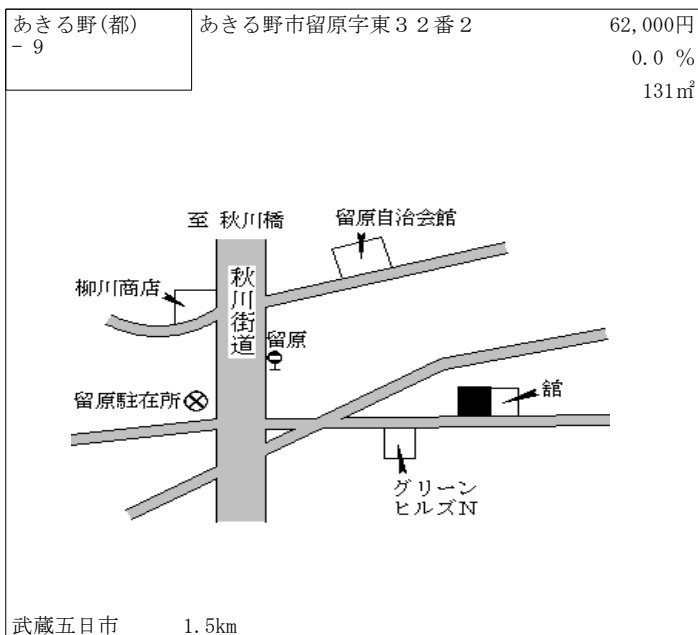 あきる野(都)
- 9
あきる野市留原字東３２番２
62,000円
0.0 %
131㎡
至 秋川橋
留原自治会館
柳川商店
秋川街道
留原
留原駐在所
舘
グリーン
ヒルズN
武蔵五日市 1.5km